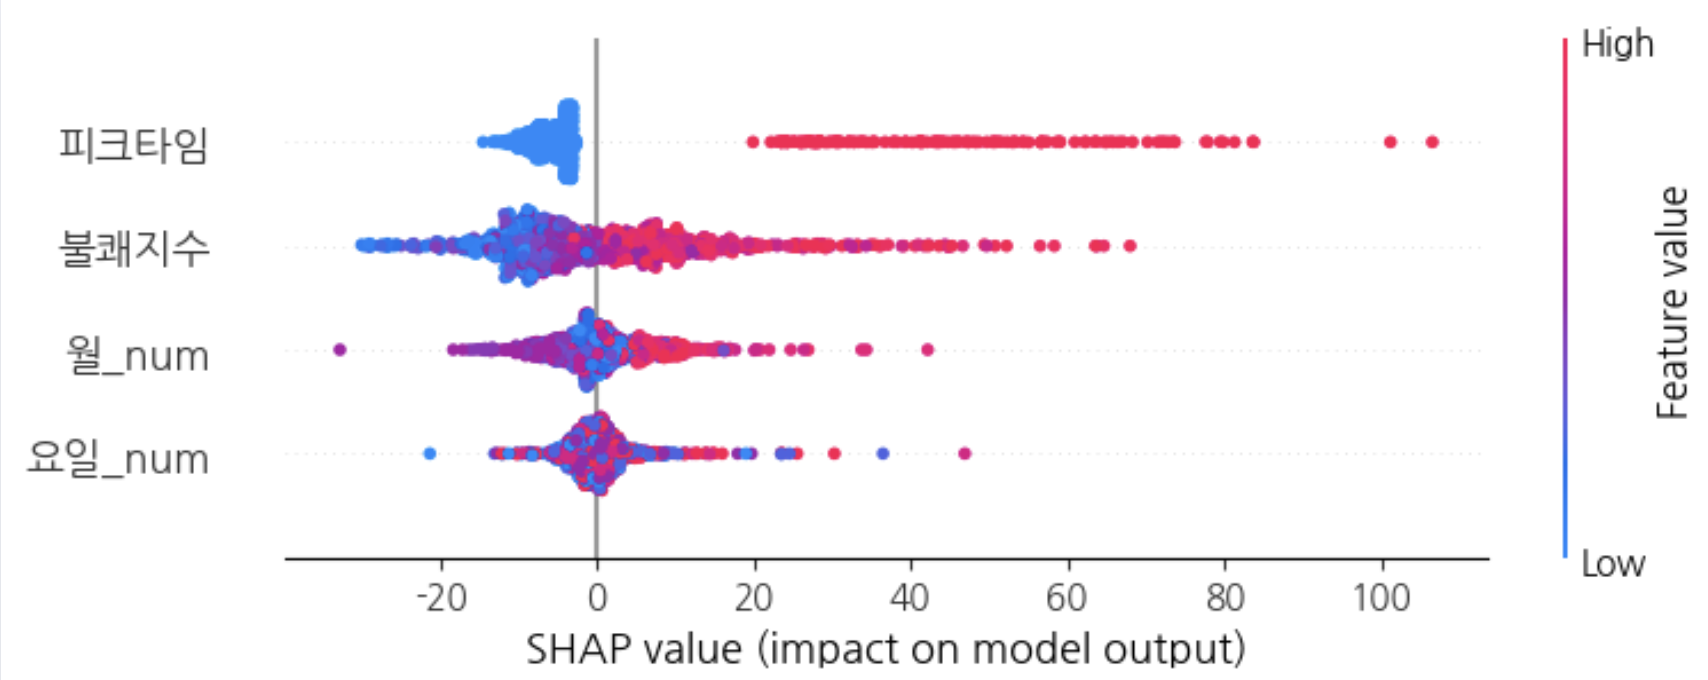 High
피크타임
불쾌지수
월_num
요일_num
Feature value
Low
-20 0 20 40 60 80 100
SHAP value (impact on model output)